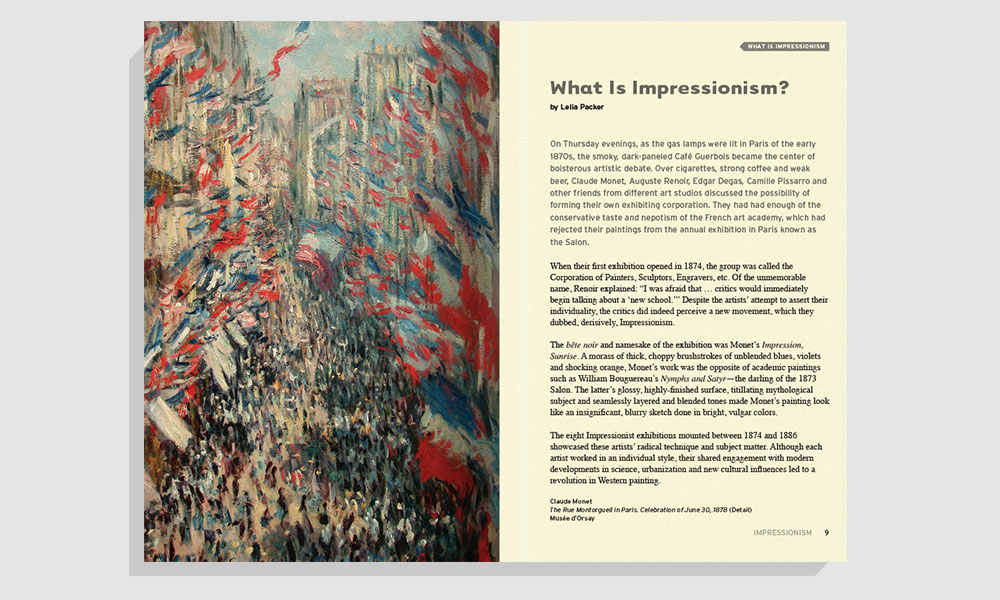 WHAT IS IMPRESSIONISM
What Is Impressionism?
by Lelia Packer
On Thursday evenings, as the gas lamps were lit in Paris of the early
1870s, the smoky, dark-paneled Café Guerbois became the center of
boisterous artistic debate. Over cigarettes, strong coffee and weak
beer, Claude Monet, Auguste Renoir, Edgar Degas, Camille Pissarro and
other friends from different art studios discussed the possibility of
forming their own exhibiting corporation. They had had enough of the
conservative taste and nepotism of the French art academy, which had
rejected their paintings from the annual exhibition in Paris known as
the Salon.
When their first exhibition opened in 1874, the group was called the
Corporation of Painters, Sculptors, Engravers, etc. Of the unmemorable
name, Renoir explained: “I was afraid that … critics would immediately
begin talking about a ‘new school.’” Despite the artists’ attempt to assert their
individuality, the critics did indeed perceive a new movement, which they
dubbed, derisively, Impressionism.
The bête noir and namesake of the exhibition was Monet’s Impression,
Sunrise. A morass of thick, choppy brushstrokes of unblended blues, violets
and shocking orange, Monet’s work was the opposite of academic paintings
such as William Bouguereau’s Nymphs and Satyr—the darling of the 1873
Salon. The latter’s glossy, highly-finished surface, titillating mythological
subject and seamlessly layered and blended tones made Monet’s painting look
like an insignificant, blurry sketch done in bright, vulgar colors.
The eight Impressionist exhibitions mounted between 1874 and 1886
showcased these artists’ radical technique and subject matter. Although each
artist worked in an individual style, their shared engagement with modern
developments in science, urbanization and new cultural influences led to a
revolution in Western painting.
Claude Monet
The Rue Montorgueil in Paris. Celebration of June 30, 1878 (Detail)
Musée d’Orsay
IMPRESSIONISM 9